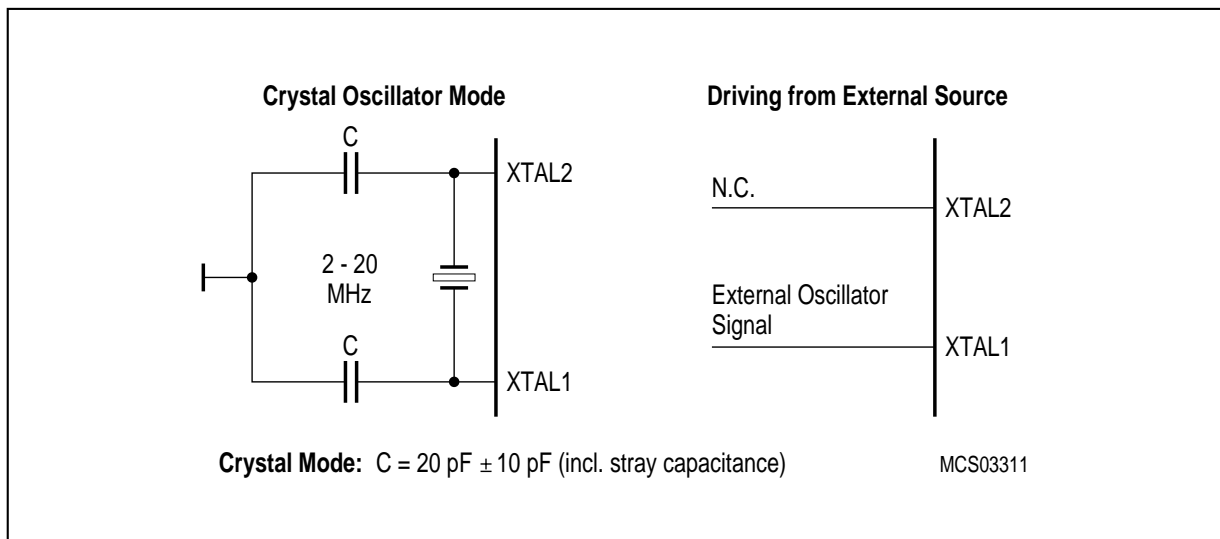 Crystal Oscillator Mode
C
XTAL2
2 - 20
MHz
C
XTAL1
Driving from External Source
N.C.
XTAL2
External Oscillator
Signal
XTAL1
Crystal Mode: C = 20 pF ± 10 pF (incl. stray capacitance)
MCS03311